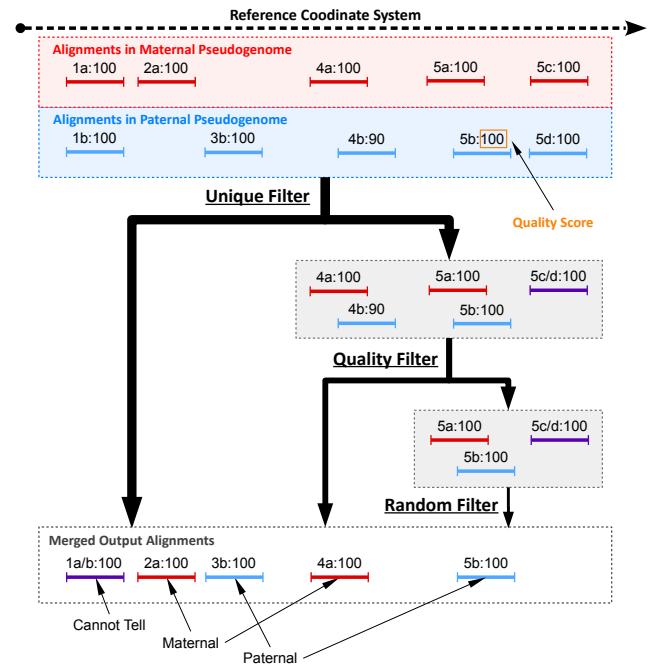 Reference Coodinate System
Alignments in Maternal Pseudogenome
1a:100 2a:100 4a:100 5a:100 5c:100
Alignments in Paternal Pseudogenome
1b:100 3b:100 4b:90 5b:100 5d:100
Unique Filter
Quality Score
4a:100 5a:100 5c/d:100
4b:90 5b:100
Quality Filter
5a:100 5c/d:100
5b:100
Random Filter
Merged Output Alignments
1a/b:100 2a:100 3b:100 4a:100 5b:100
Cannot Tell
Maternal
Paternal